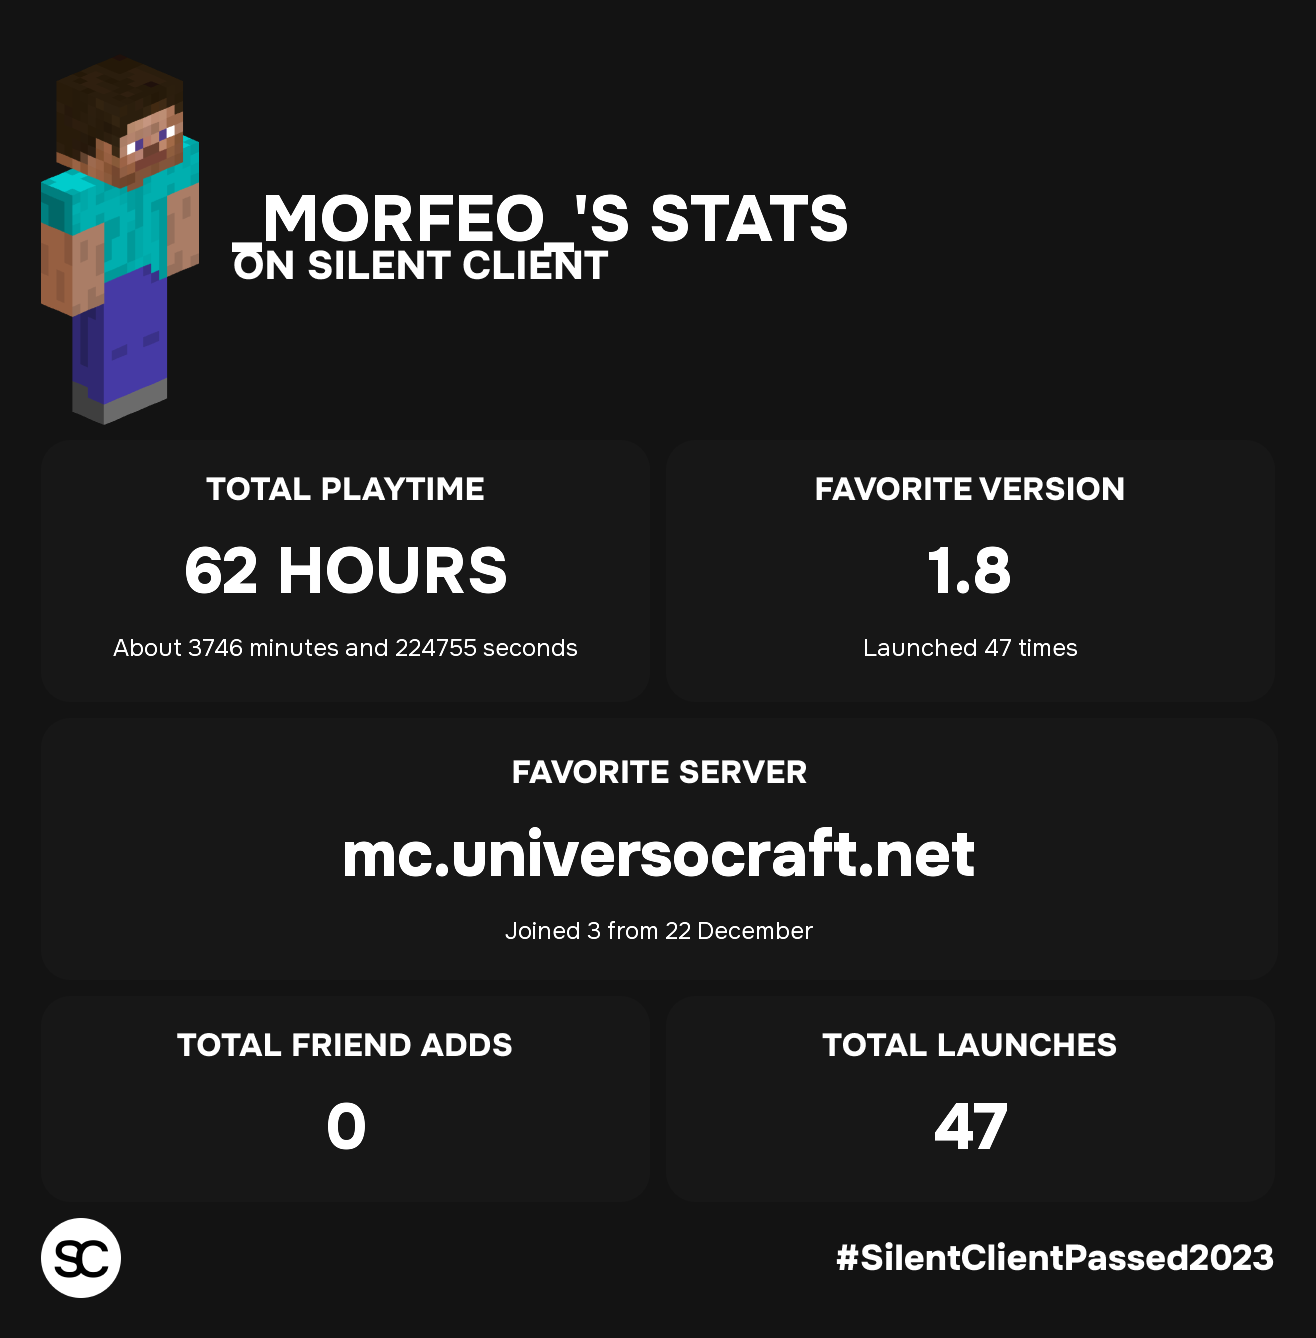 _MORFEO_'S STATS
ON SILENT CLIENT
TOTAL PLAYTIME
62 HOURS
About 3746 minutes and 224755 seconds
FAVORITE VERSION
1.8
Launched 47 times
FAVORITE SERVER
mc.universocraft.net
Joined 3 from 22 December
TOTAL FRIEND ADDS
0
TOTAL LAUNCHES
47
SC
#SilentClientPassed2023